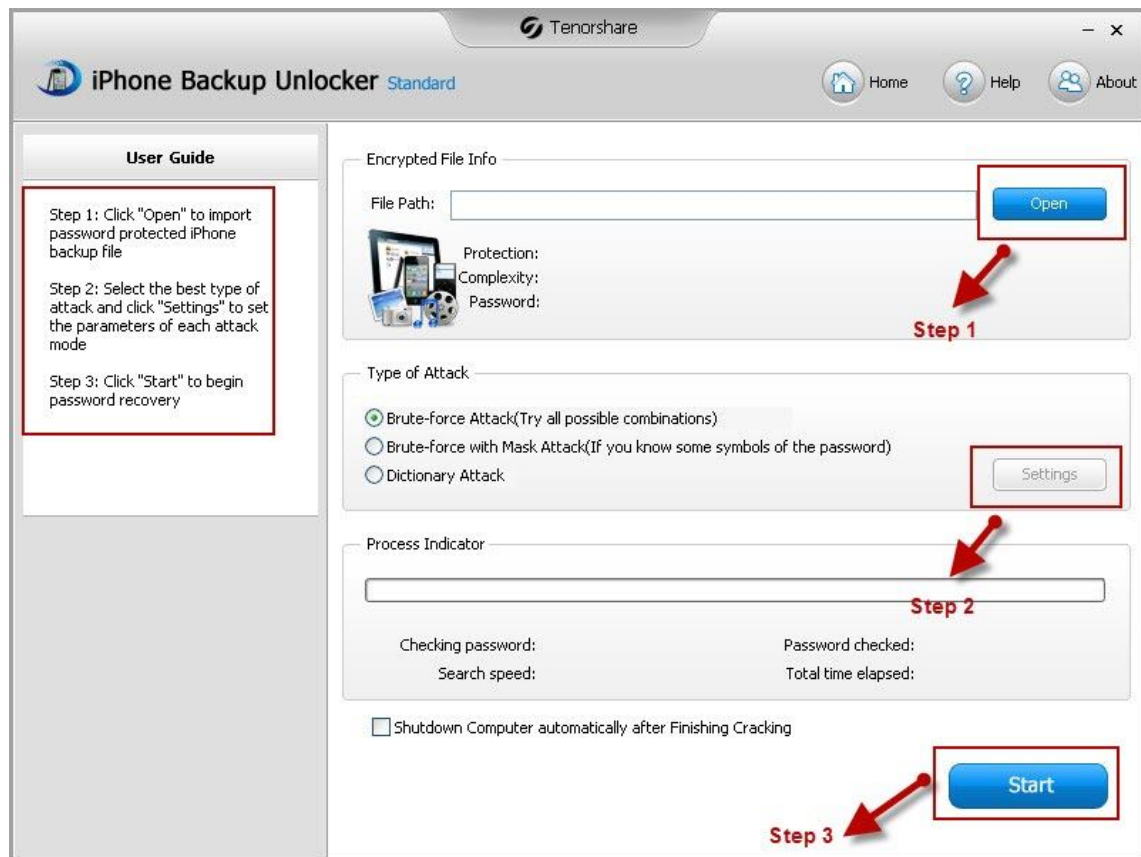 Tenorshare
iPhone Backup Unlocker Standard
Home
Help
About
User Guide
Step 1: Click "Open" to import
password protected iPhone
backup file
Step 2: Select the best type of
attack and click "Settings" to set
the parameters of each attack
mode
Step 3: Click "Start" to begin
password recovery
Encrypted File Info
File Path:
Open
Protection:
Complexity:
Password:
Step 1
Type of Attack
Brute-force Attack(Try all possible combinations)
Brute-force with Mask Attack(If you know some symbols of the password)
Dictionary Attack
Settings
Step 2
Process Indicator
Checking password:
Password checked:
Search speed:
Total time elapsed:
Shutdown Computer automatically after Finishing Cracking
Start
Step 3